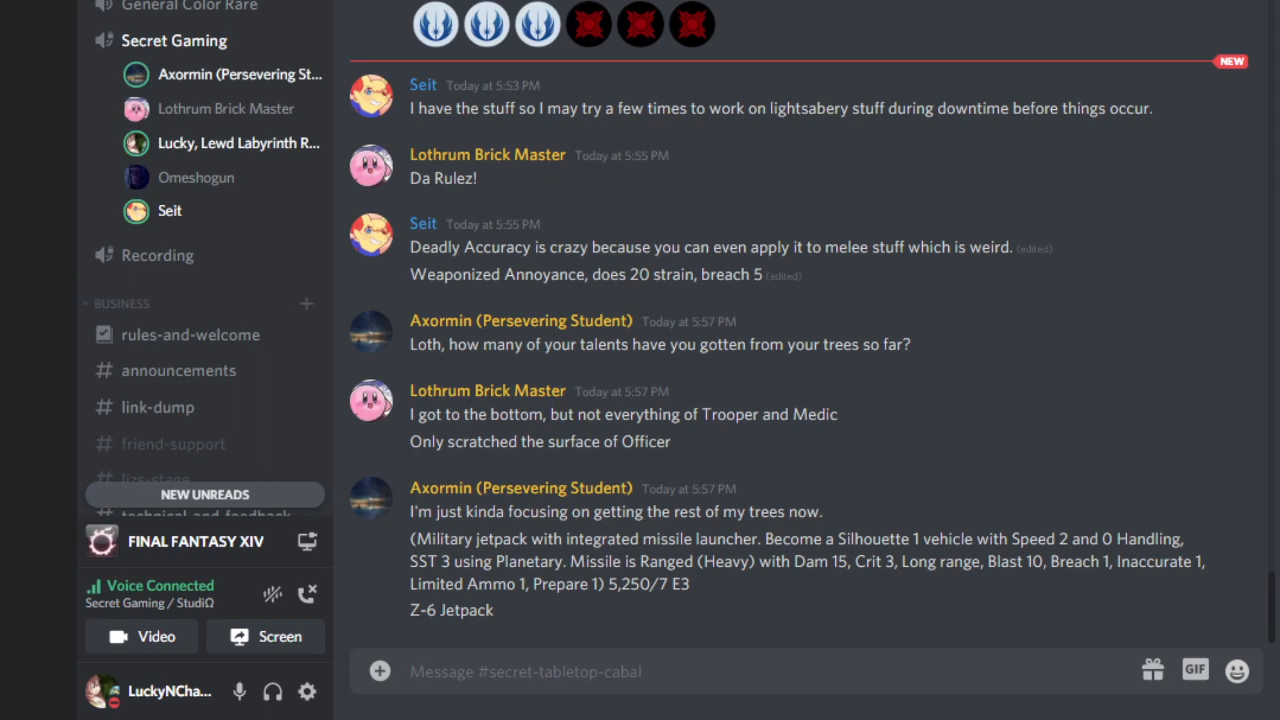 General Color Rare
Secret Gaming
Axormin (Persevering St...
Lothrum Brick Master
Lucky, Lewd Labyrinth R...
Omeshogun
Seit
Recording
BUSINESS
rules-and-welcome
announcements
link-dump
friend-support
lizs-stage
NEW UNREADS
technical-and-feedback
FINAL FANTASY XIV
Voice Connected
Secret Gaming / StudiΩ
Video
Screen
LuckyNCha...
NEW
Seit Today at 5:53 PM
I have the stuff so I may try a few times to work on lightsabery stuff during downtime before things occur.
Lothrum Brick Master Today at 5:55 PM
Da Rulez!
Seit Today at 5:55 PM
Deadly Accuracy is crazy because you can even apply it to melee stuff which is weird. (edited)
Weaponized Annoyance, does 20 strain, breach 5 (edited)
Axormin (Persevering Student) Today at 5:57 PM
Loth, how many of your talents have you gotten from your trees so far?
Lothrum Brick Master Today at 5:57 PM
I got to the bottom, but not everything of Trooper and Medic
Only scratched the surface of Officer
Axormin (Persevering Student) Today at 5:57 PM
I'm just kinda focusing on getting the rest of my trees now.
(Military jetpack with integrated missile launcher. Become a Silhouette 1 vehicle with Speed 2 and 0 Handling,
SST 3 using Planetary. Missile is Ranged (Heavy) with Dam 15, Crit 3, Long range, Blast 10, Breach 1, Inaccurate 1,
Limited Ammo 1, Prepare 1) 5,250/7 E3
Z-6 Jetpack
Message #secret-tabletop-cabal
GIF